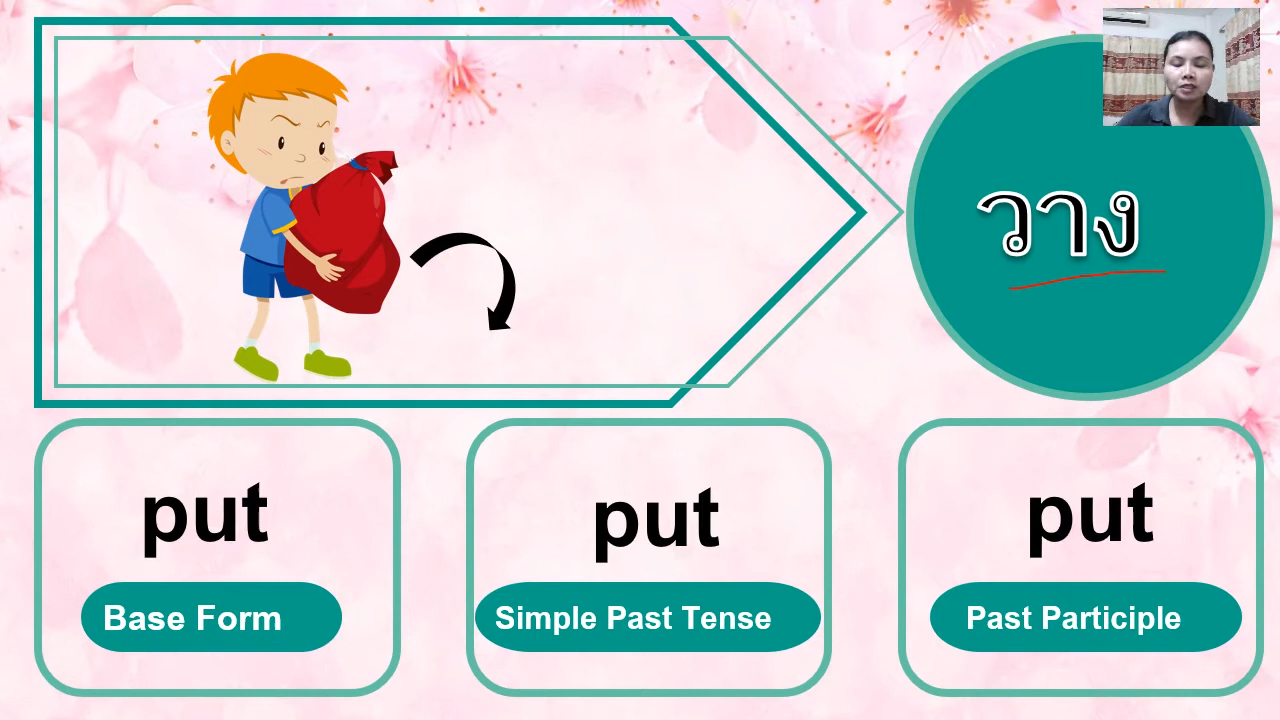 วาง
put
put
put
Base Form
Simple Past Tense
Past Participle